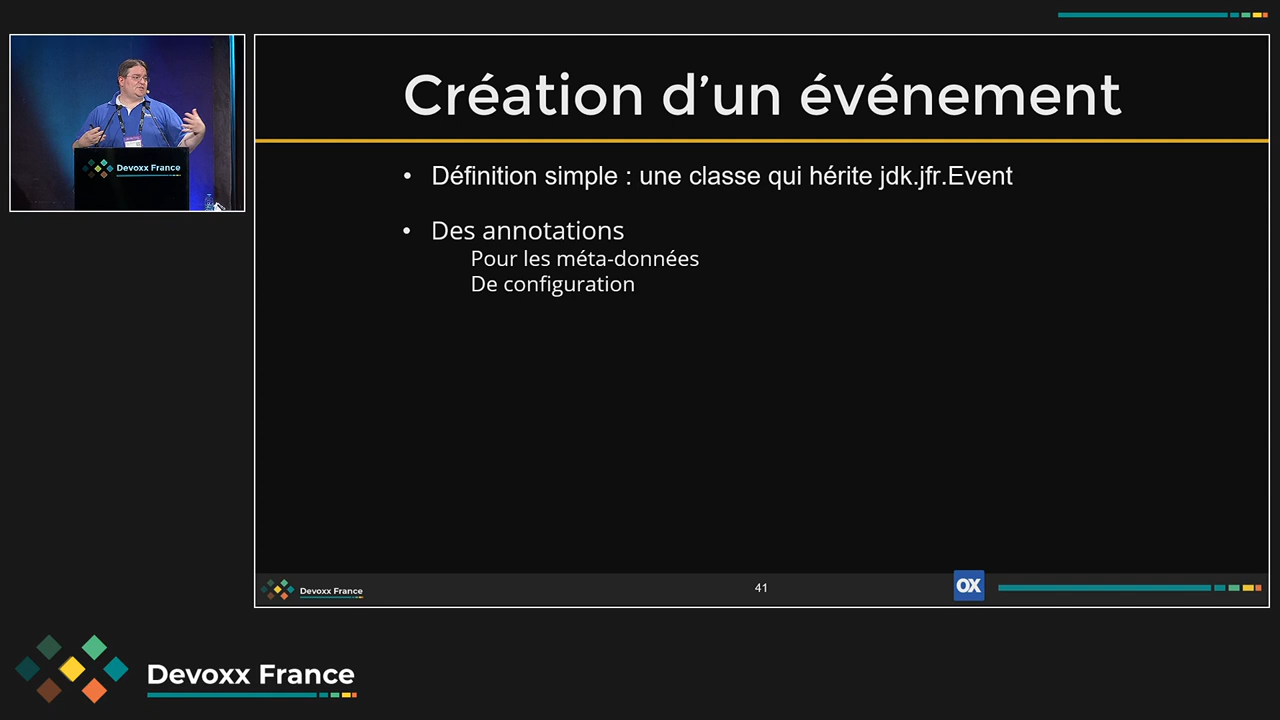 Création d’un événement
• Définition simple : une classe qui hérite jdk.jfr.Event
• Des annotations
Pour les méta-données
De configuration
Devoxx France
Devoxx France
41
OX
Devoxx France